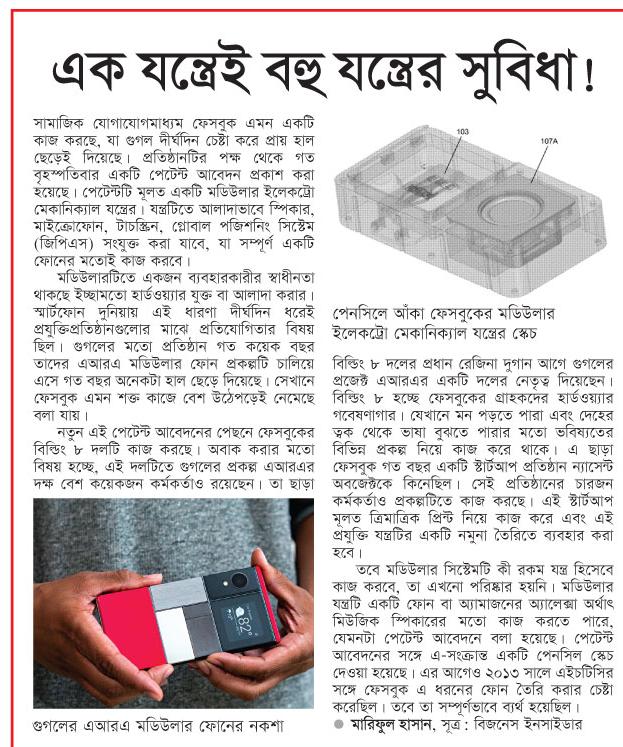 এক যন্ত্রেই বহু যন্ত্রের সুবিধা!
সামাজিক যোগাযোগমাধ্যম ফেসবুক এমন একটি
কাজ করছে, যা গুগল দীর্ঘদিন চেষ্টা করে প্রায় হাল
ছেড়েই দিয়েছে। প্রতিষ্ঠানটির পক্ষ থেকে গত
বৃহস্পতিবার একটি পেটেন্ট আবেদন প্রকাশ করা
হয়েছে। পেটেন্টটি মূলত একটি মডিউলার ইলেকট্রো
মেকানিক্যাল যন্ত্রের। যন্ত্রটিতে আলাদাভাবে স্পিকার,
মাইক্রোফোন, টাচস্ক্রিন, গ্লোবাল পজিশনিং সিস্টেম
(জিপিএস) সংযুক্ত করা যাবে, যা সম্পূর্ণ একটি
ফোনের মতোই কাজ করবে।
মডিউলারটিতে একজন ব্যবহারকারীর স্বাধীনতা
থাকছে ইচ্ছামতো হার্ডওয়্যার যুক্ত বা আলাদা করার।
স্মার্টফোন দুনিয়ায় এই ধারণা দীর্ঘদিন ধরেই
প্রযুক্তিপ্রতিষ্ঠানগুলোর মাঝে প্রতিযোগিতার বিষয়
ছিল। গুগলের মতো প্রতিষ্ঠান গত কয়েক বছর
তাদের এআরএ মডিউলার ফোন প্রকল্পটি চালিয়ে
এসে গত বছর অনেকটা হাল ছেড়ে দিয়েছে। সেখানে
ফেসবুক এমন শক্ত কাজে বেশ উঠেপড়েই নেমেছে
বলা যায়।
নতুন এই পেটেন্ট আবেদনের পেছনে ফেসবুকের
বিল্ডিং ৮ দলটি কাজ করছে। অবাক করার মতো
বিষয় হচ্ছে, এই দলটিতে গুগলের প্রকল্প এআরএর
দক্ষ বেশ কয়েকজন কর্মকর্তাও রয়েছেন। তা ছাড়া
82°
গুগলের এআরএ মডিউলার ফোনের নকশা
103
107A
পেনসিলে আঁকা ফেসবুকের মডিউলার
ইলেকট্রো মেকানিক্যাল যন্ত্রের স্কেচ
বিল্ডিং ৮ দলের প্রধান রেজিনা দুগান আগে গুগলের
প্রজেক্ট এআরএর একটি দলের নেতৃত্ব দিয়েছেন।
বিল্ডিং ৮ হচ্ছে ফেসবুকের গ্রাহকদের হার্ডওয়্যার
গবেষণাগার। যেখানে মন পড়তে পারা এবং দেহের
ত্বক থেকে ভাষা বুঝতে পারার মতো ভবিষ্যতের
বিভিন্ন প্রকল্প নিয়ে কাজ করে থাকে। এ ছাড়া
ফেসবুক গত বছর একটি স্টার্টআপ প্রতিষ্ঠান ন্যাসেন্ট
অবজেক্টকে কিনেছিল। সেই প্রতিষ্ঠানের চারজন
কর্মকর্তাও প্রকল্পটিতে কাজ করছে। এই স্টার্টআপ
মূলত ত্রিমাত্রিক প্রিন্ট নিয়ে কাজ করে এবং এই
প্রযুক্তি যন্ত্রটির একটি নমুনা তৈরিতে ব্যবহার করা
হবে।
তবে মডিউলার সিস্টেমটি কী রকম যন্ত্র হিসেবে
কাজ করবে, তা এখনো পরিষ্কার হয়নি। মডিউলার
যন্ত্রটি একটি ফোন বা অ্যামাজনের অ্যালেক্সা অর্থাৎ
মিউজিক স্পিকারের মতো কাজ করতে পারে,
যেমনটা পেটেন্ট আবেদনে বলা হয়েছে। পেটেন্ট
আবেদনের সঙ্গে এ-সংক্রান্ত একটি পেনসিল স্কেচ
দেওয়া হয়েছে। এর আগেও ২০১৩ সালে এইচটিসির
সঙ্গে ফেসবুক এ ধরনের ফোন তৈরি করার চেষ্টা
করেছিল। তবে তা সম্পূর্ণভাবে ব্যর্থ হয়েছিল।
● মারিফুল হাসান, সূত্র: বিজনেস ইনসাইডার